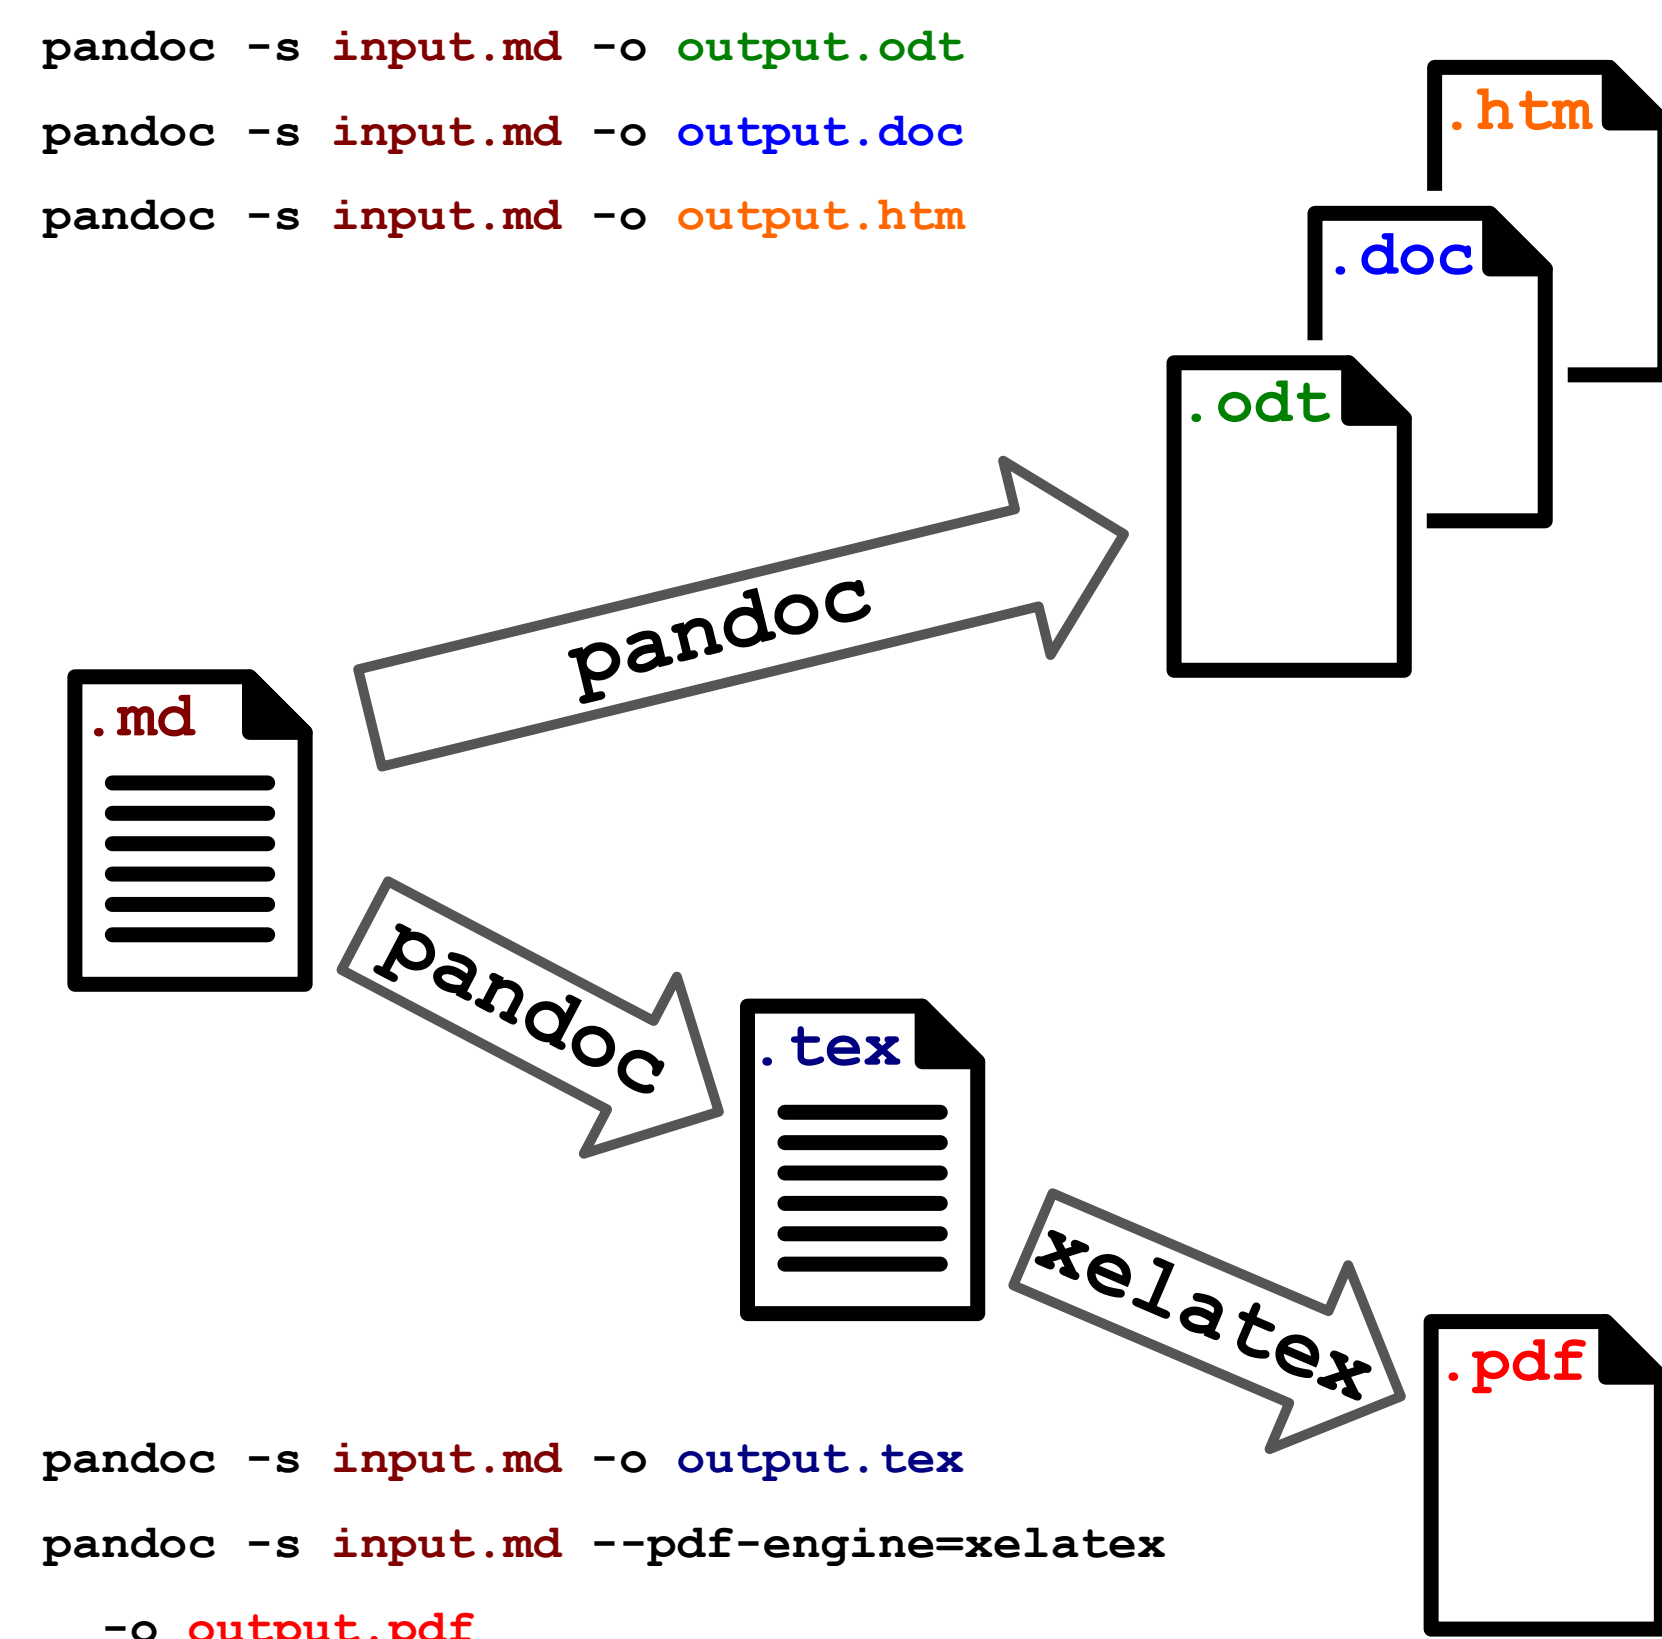 pandoc -s input.md -o output.odt
pandoc -s input.md -o output.doc
pandoc -s input.md -o output.htm
.htm
.doc
.odt
pandoc
.md
pandoc
.tex
xelatex
.pdf
pandoc -s input.md -o output.tex
pandoc -s input.md --pdf-engine=xelatex
-o output.pdf